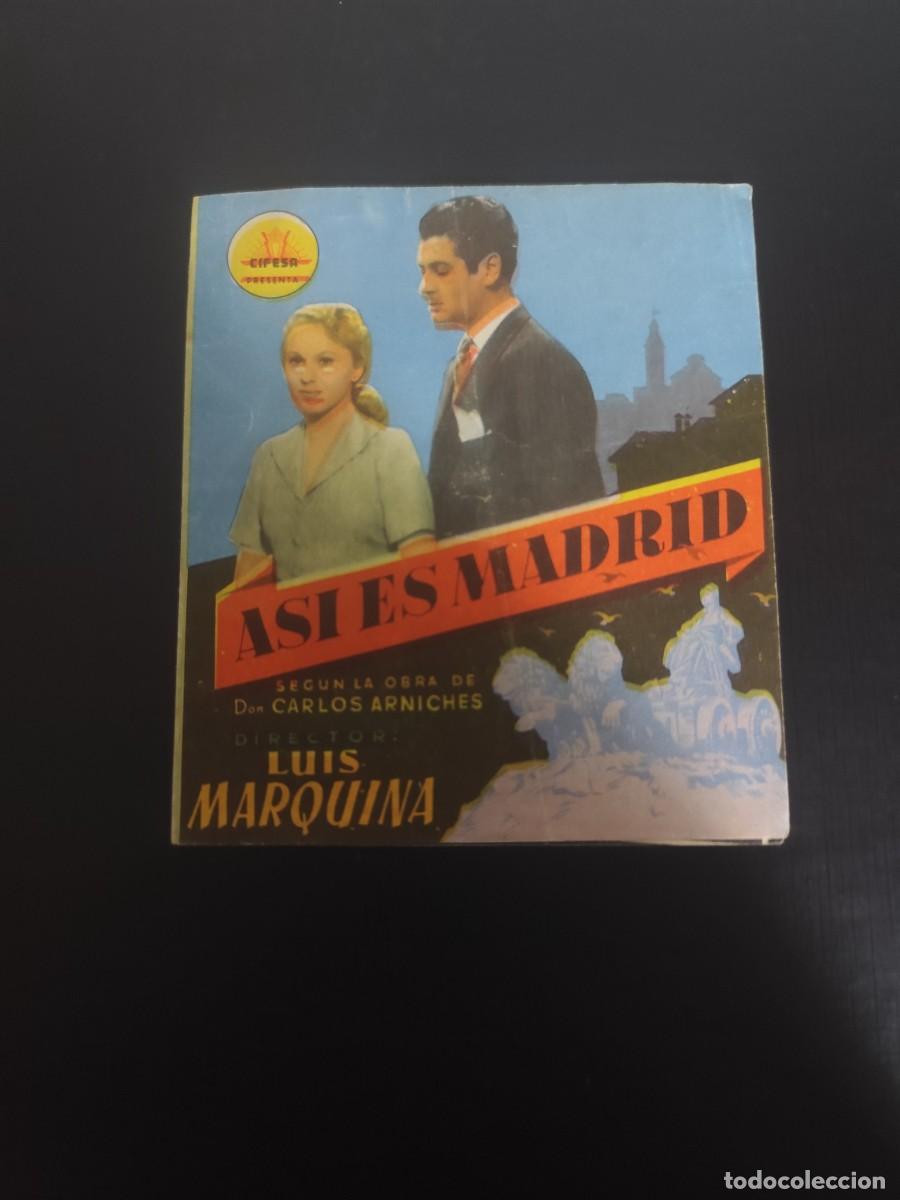 CIFESA
PRESENTA
ASI ES MADRID
SEGUN LA OBRA DE
Don CARLOS ARNICHES
DIRECTOR:
LUIS
MARQUINA
todocoleccion